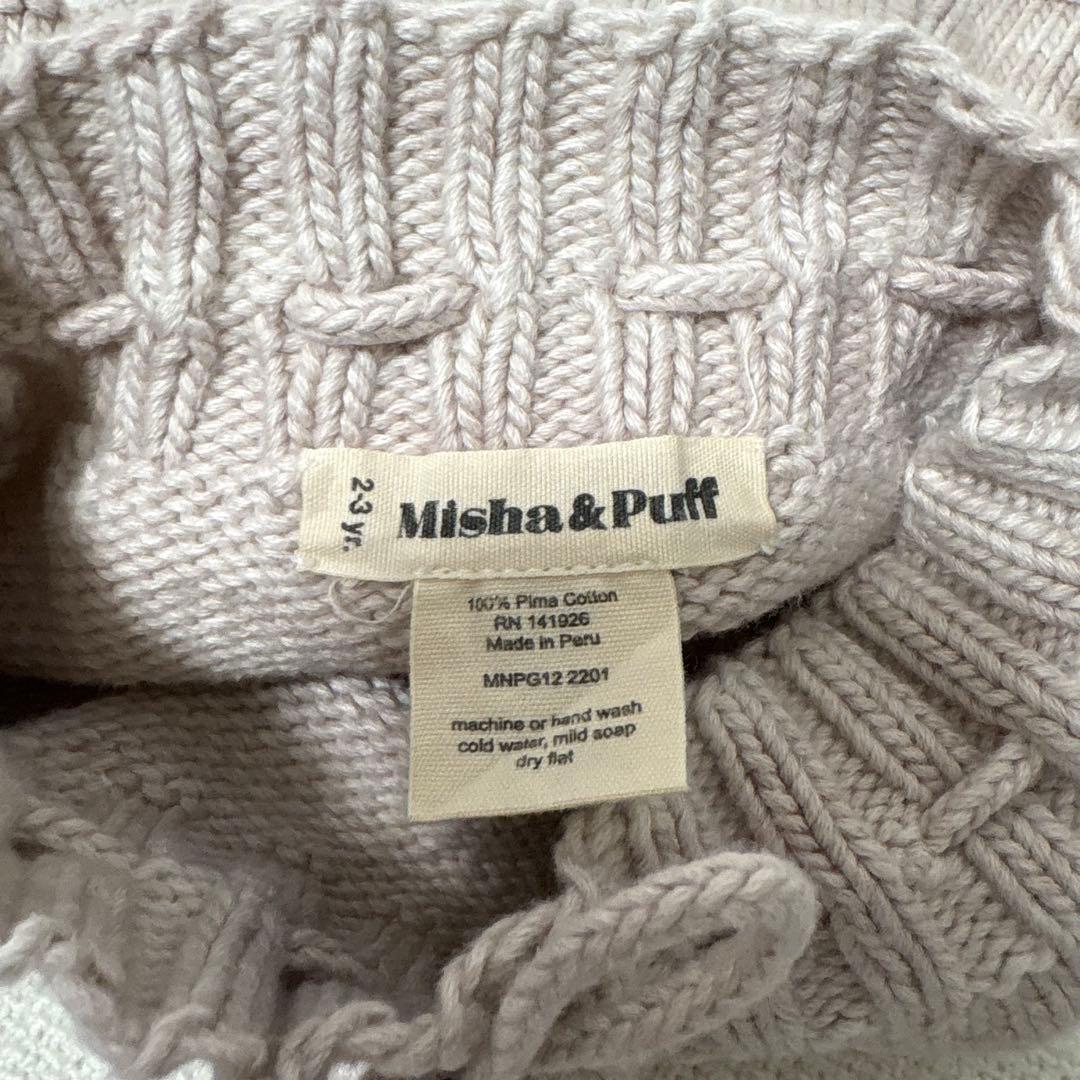 2-3 yr.
Misha&Puff
100% Pima Cotton
RN 141926
Made in Peru
MNPG12 2201
machine or hand wash
cold water, mild soap
dry flat